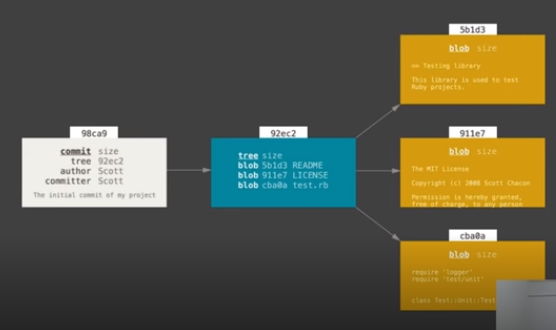 98ca9
commit size
tree 92ec2
author Scott
committer Scott
The initial commit of my project
92ec2
tree size
blob 5b1d3 README
blob 911e7 LICENSE
blob cba0a test.rb
5b1d3
blob size
== Testing library
This library is used to test
Ruby projects.
911e7
blob size
The MIT License
Copyright (c) 2008 Scott Chacon
Permission is hereby granted,
free of charge, to any person
cba0a
blob size
require 'logger'
require 'test/unit'
class Test::Unit::Test